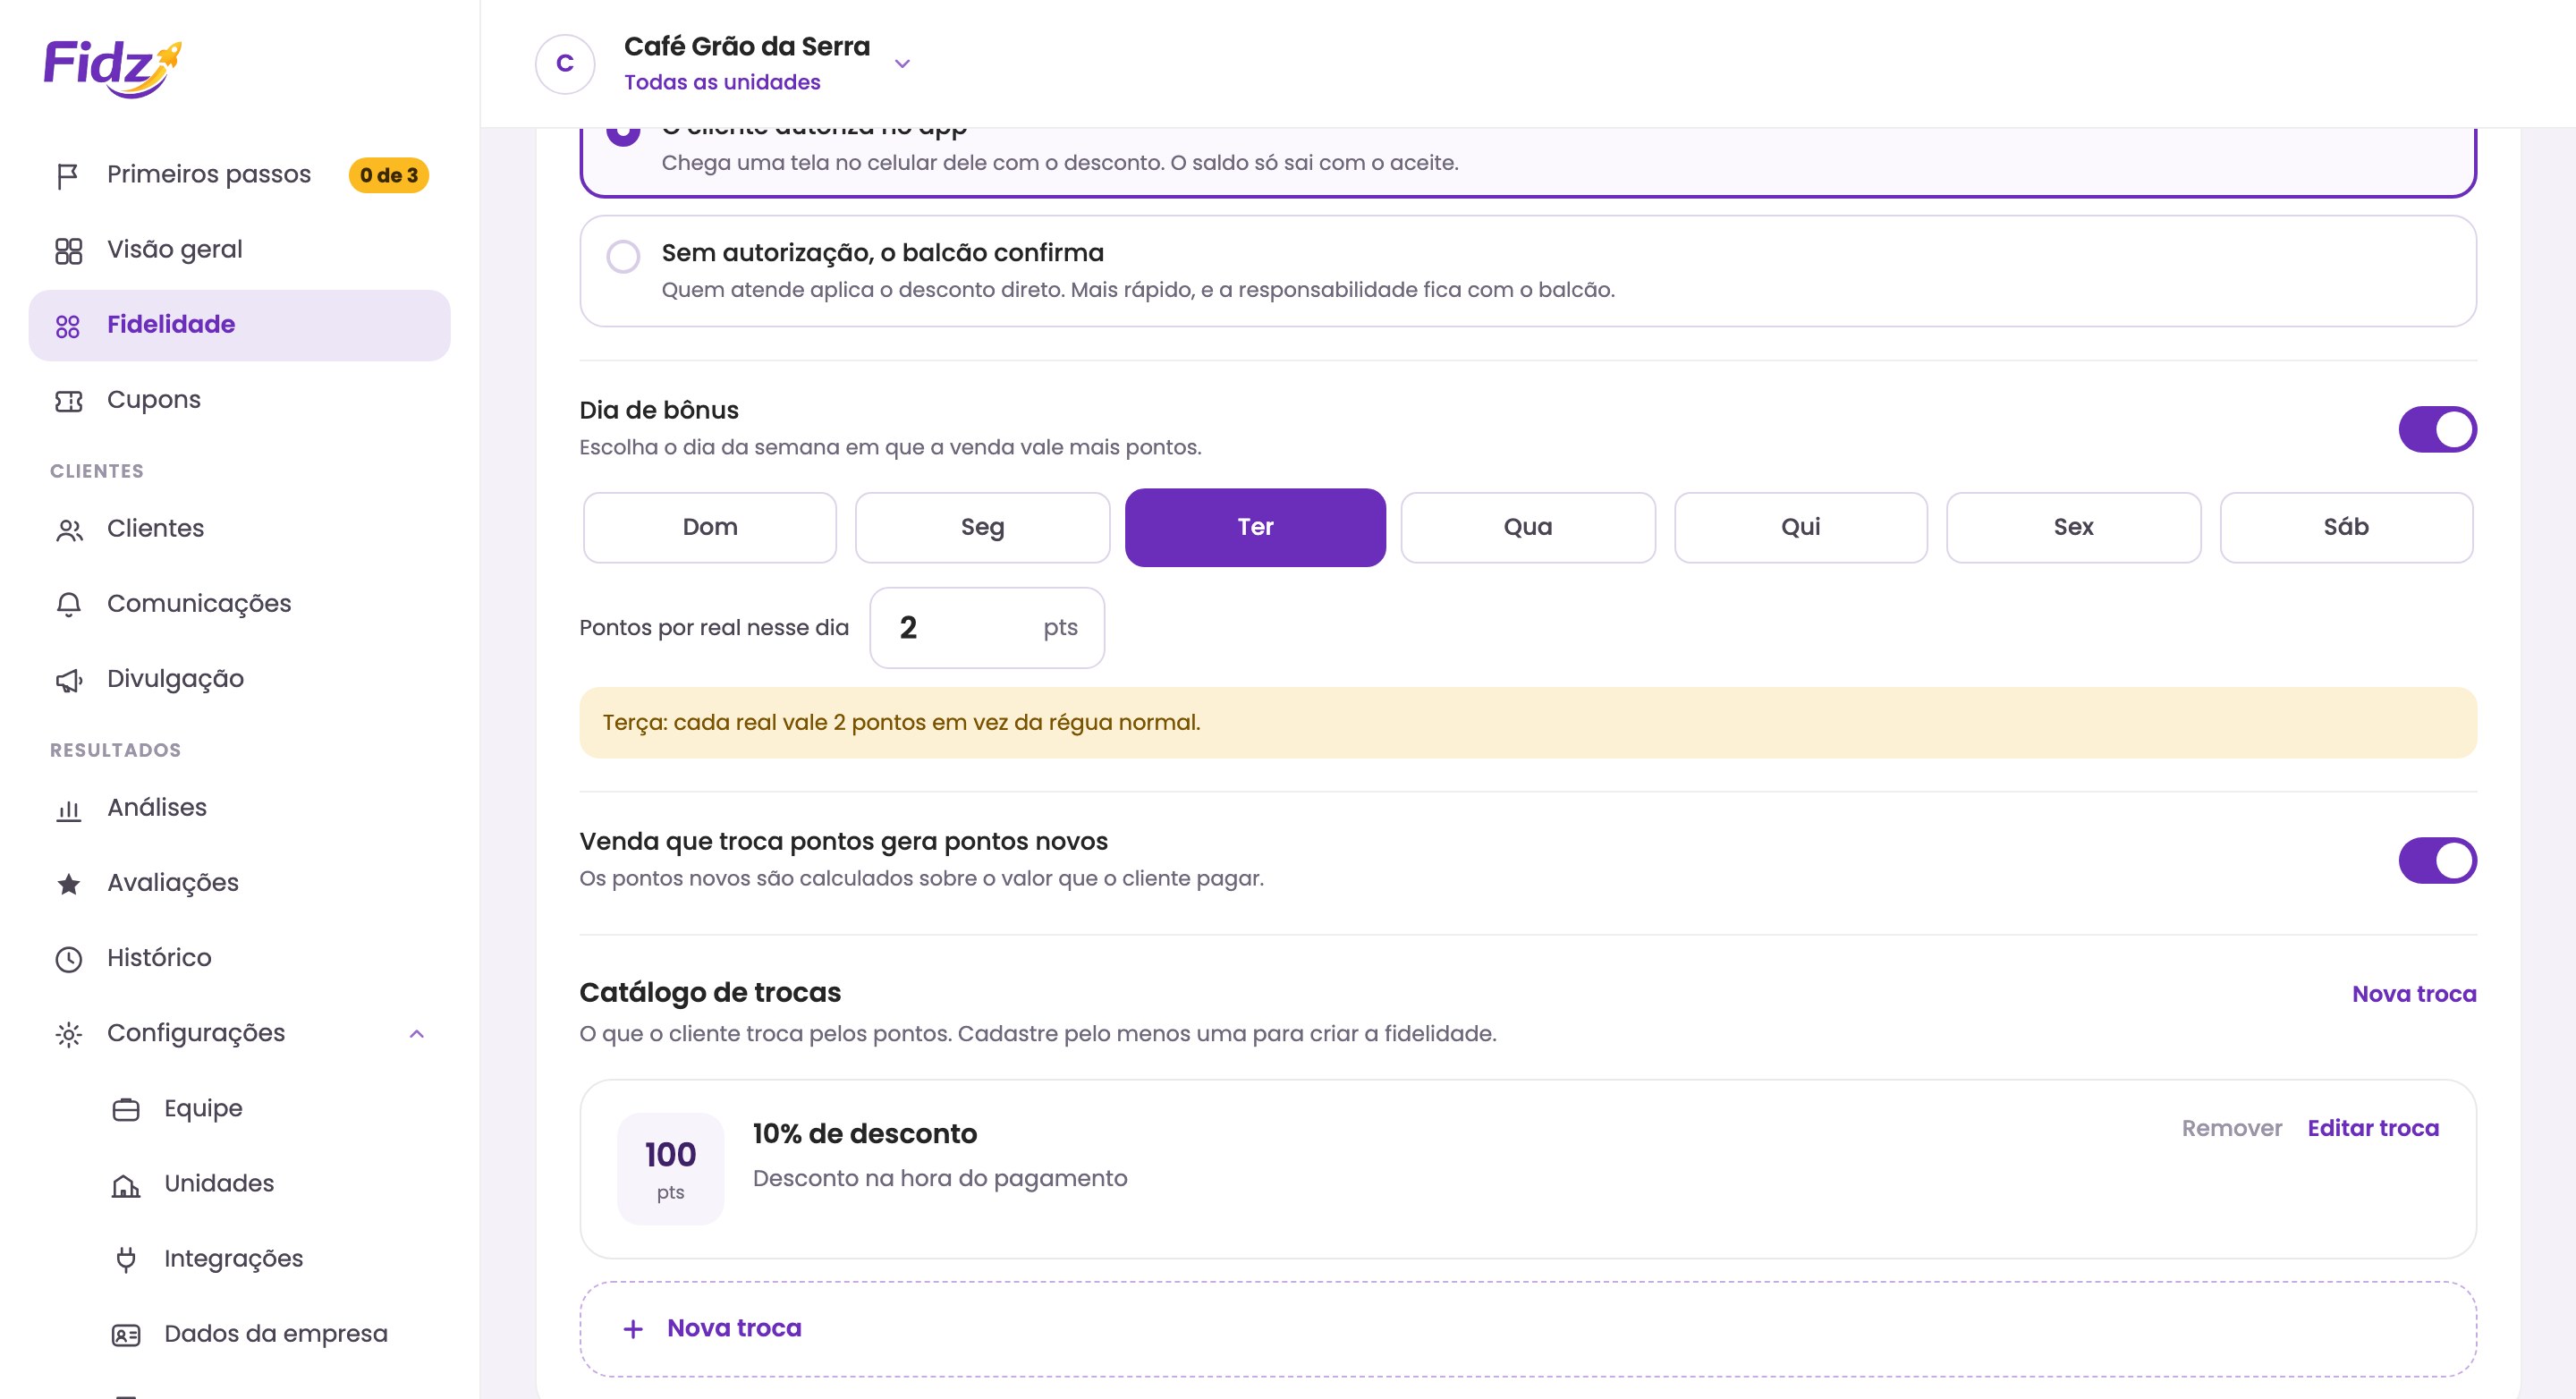 Fidz
Primeiros passos
0 de 3
Visão geral
Fidelidade
Cupons
CLIENTES
Clientes
Comunicações
Divulgação
RESULTADOS
Análises
Avaliações
Histórico
Configurações
Equipe
Unidades
Integrações
Dados da empresa
C
Café Grão da Serra
Todas as unidades
O cliente autoriza no app
Chega uma tela no celular dele com o desconto. O saldo só sai com o aceite.
Sem autorização, o balcão confirma
Quem atende aplica o desconto direto. Mais rápido, e a responsabilidade fica com o balcão.
Dia de bônus
Escolha o dia da semana em que a venda vale mais pontos.
Dom
Seg
Ter
Qua
Qui
Sex
Sáb
Pontos por real nesse dia
2
pts
Terça: cada real vale 2 pontos em vez da régua normal.
Venda que troca pontos gera pontos novos
Os pontos novos são calculados sobre o valor que o cliente pagar.
Catálogo de trocas
Nova troca
O que o cliente troca pelos pontos. Cadastre pelo menos uma para criar a fidelidade.
100
pts
10% de desconto
Desconto na hora do pagamento
Remover
Editar troca
+ Nova troca